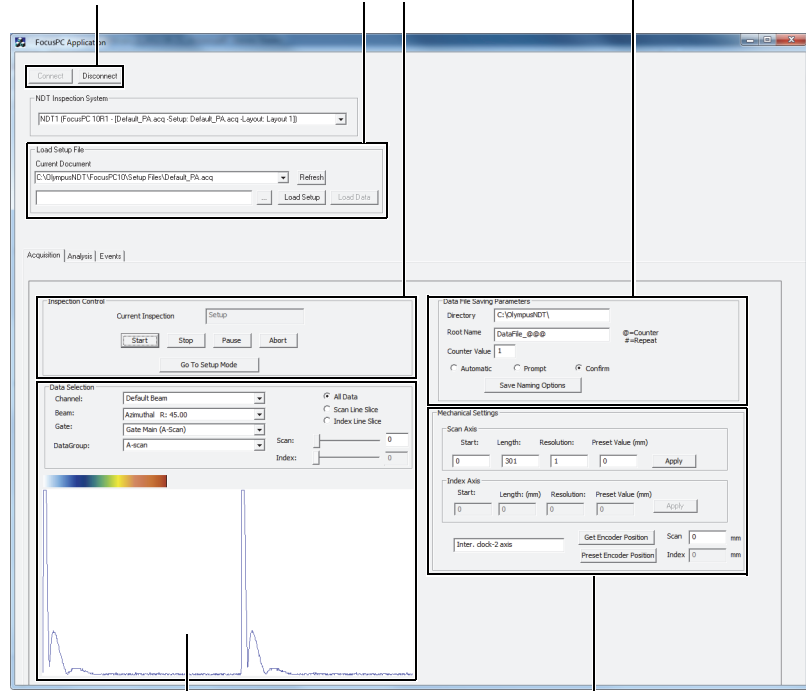 FocusPC Application
Connect Disconnect
NDT Inspection System
NDT1 (FocusPC 10R1 - [Default_PA.acq -Setup: Default_PA.acq -Layout: Layout 1])
Load Setup File
Current Document
C:\OlympusNDT\FocusPC10\Setup Files\Default_PA.acq Refresh
... Load Setup Load Data
Acquisition Analysis Events
Inspection Control
Current Inspection Setup
Start Stop Pause Abort
Go To Setup Mode
Data File Saving Parameters
Directory C:\OlympusNDT\
Root Name DataFile_@@@ @=Counter
#=Repeat
Counter Value 1
Automatic Prompt Confirm
Save Naming Options
Data Selection
Channel: Default Beam
Beam: Azimuthal R: 45.00
Gate: Gate Main (A-Scan)
DataGroup: A-scan
All Data
Scan Line Slice
Index Line Slice
Scan: 0
Index: 0
Mechanical Settings
Scan Axis
Start: Length: Resolution: Preset Value (mm)
0 301 1 0 Apply
Index Axis
Start: Length: (mm) Resolution: Preset Value (mm)
0 0 0 0 Apply
Inter. clock-2 axis
Get Encoder Position Scan 0 mm
Preset Encoder Position Index 0 mm